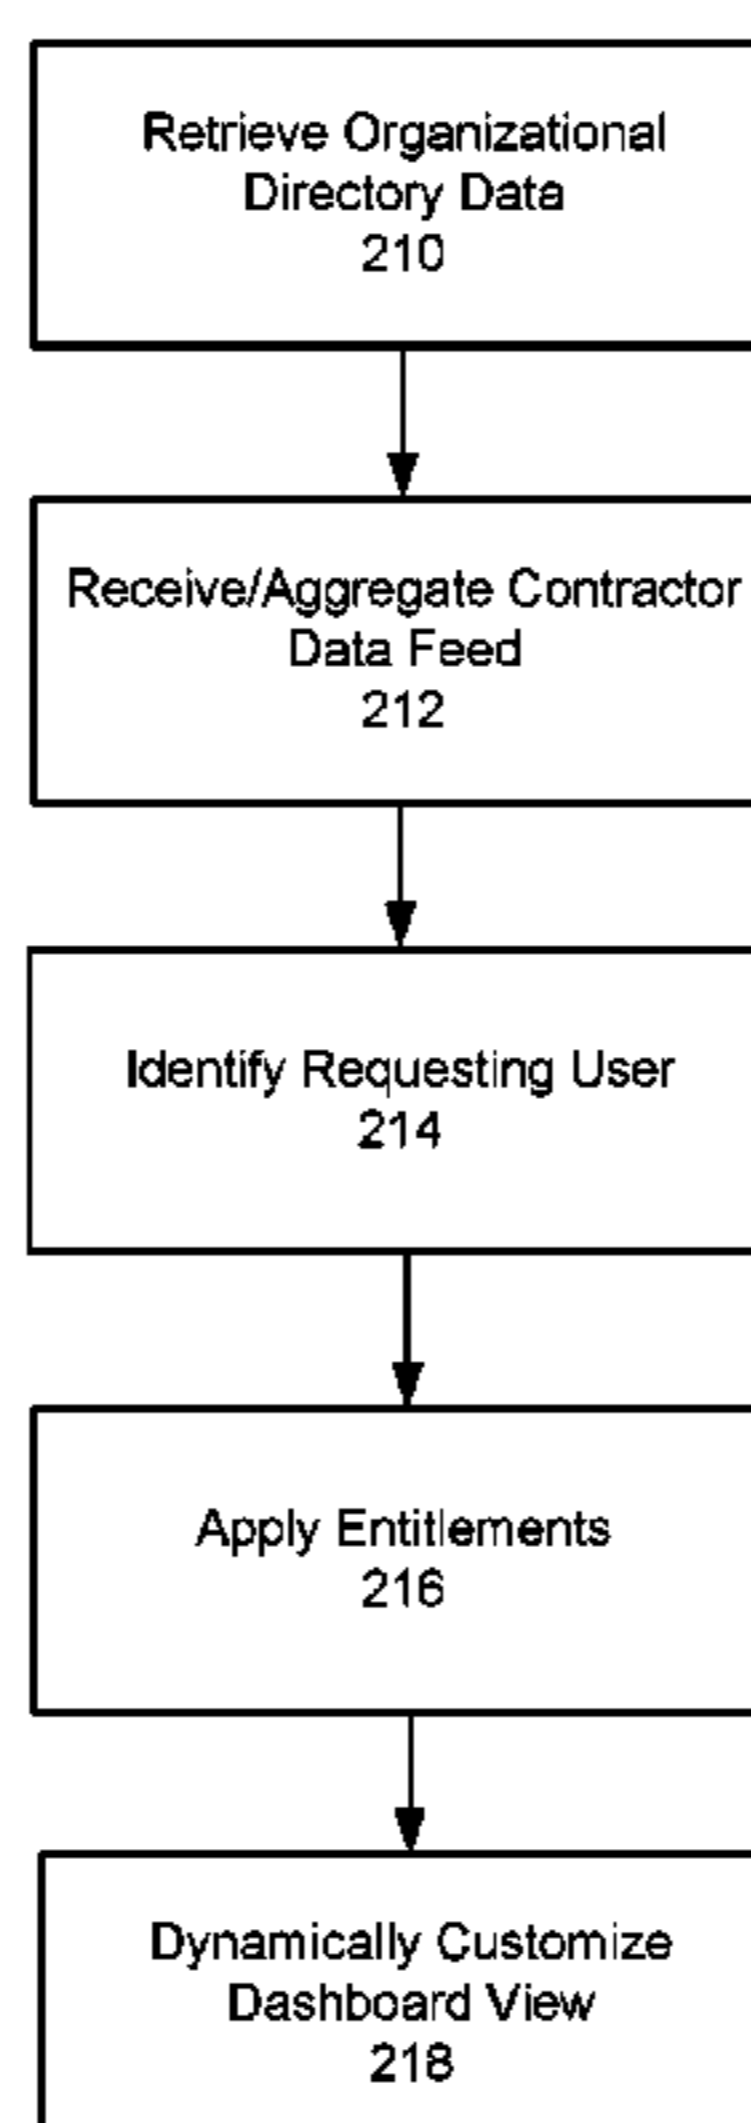 Retrieve Organizational
Directory Data
210
Receive/Aggregate Contractor
Data Feed
212
Identify Requesting User
214
Apply Entitlements
216
Dynamically Customize
Dashboard View
218